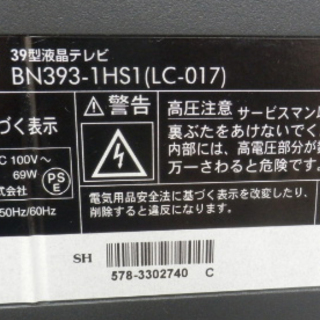 39型液晶テレビ
BN393-1HS1(LC-017)
づく表示
C 100V～
69W
式会社
50Hz/60Hz
PS
E
警告
高圧注意 サービスマン
裏ぶたをあけないでく
内部には、高電圧部分が
万一さわると危険です。
電気用品安全法に基づく表示を改変したり、
削除すると違反になります。
SH
578-3302740 C